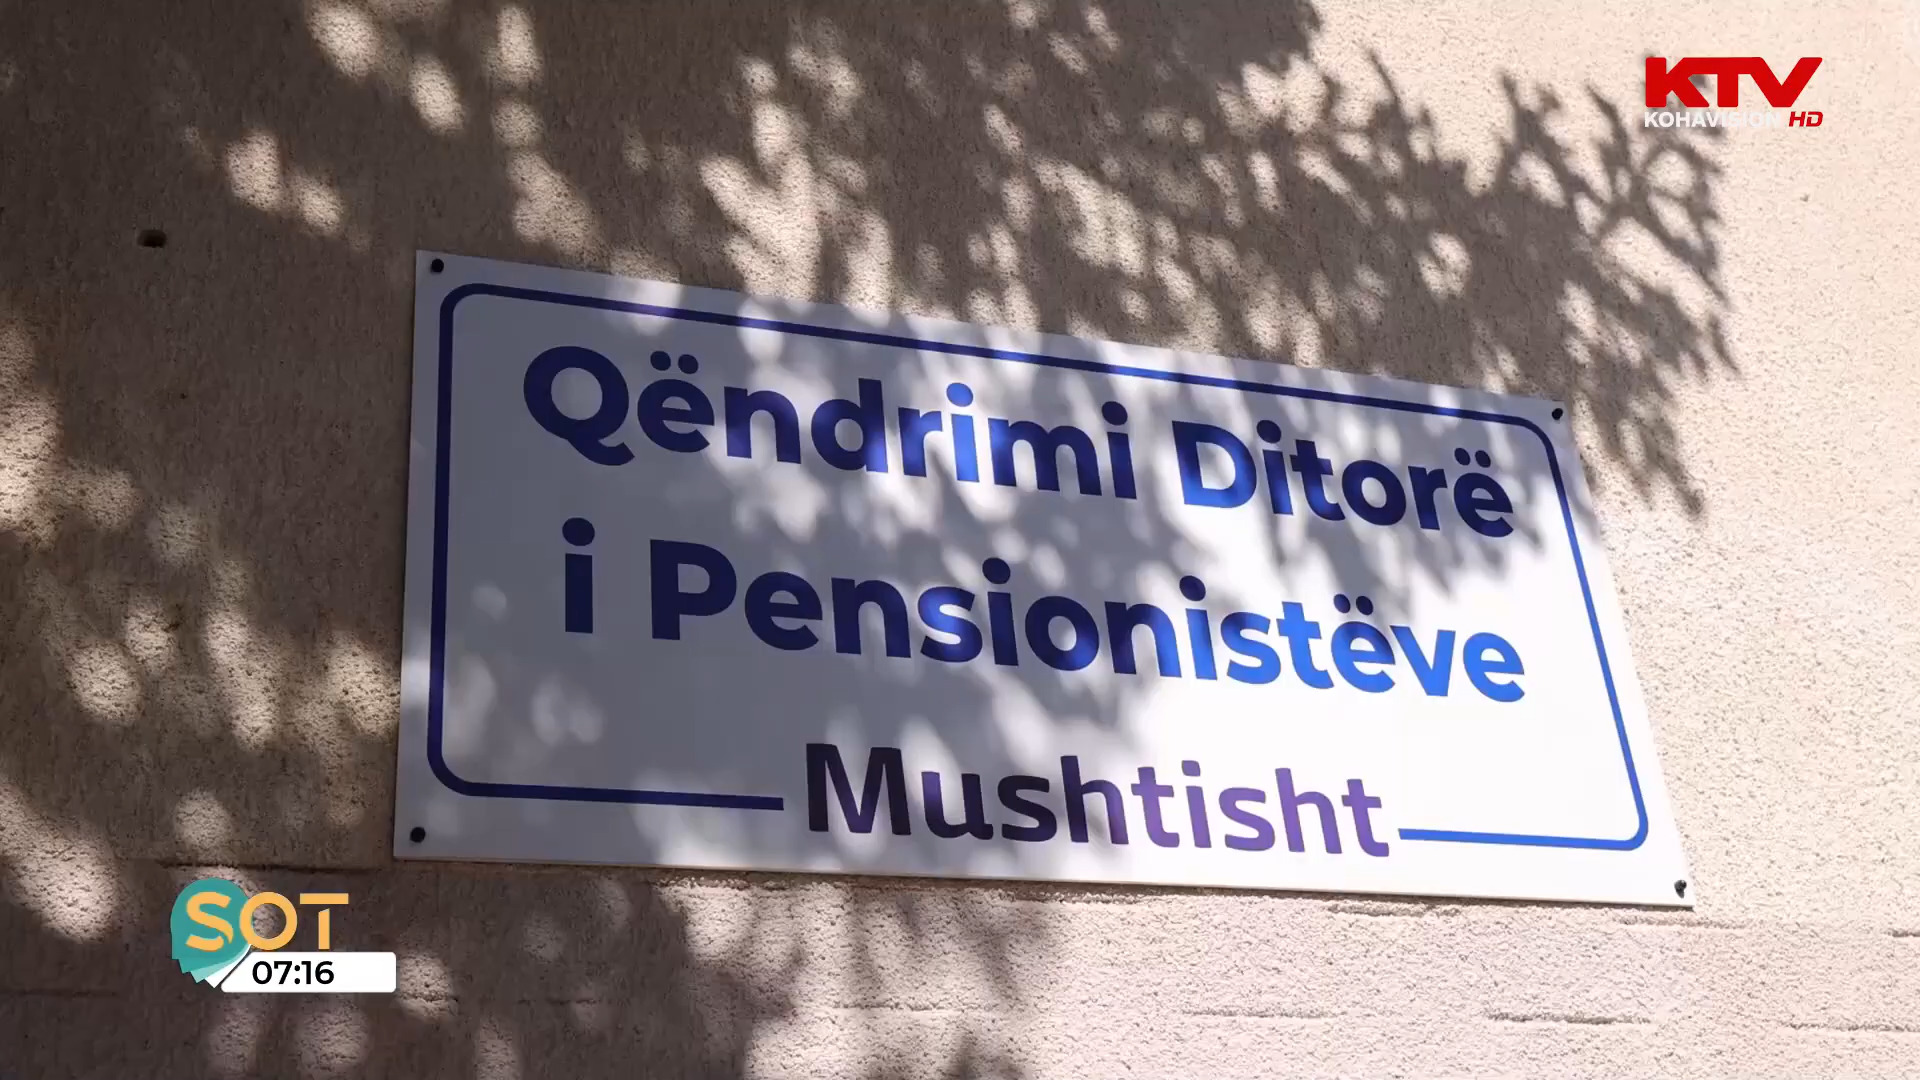 KTV
KOHAVISION HD
Qëndrimi Ditorë
i Pensionistëve
Mushtisht
SOT
07:16